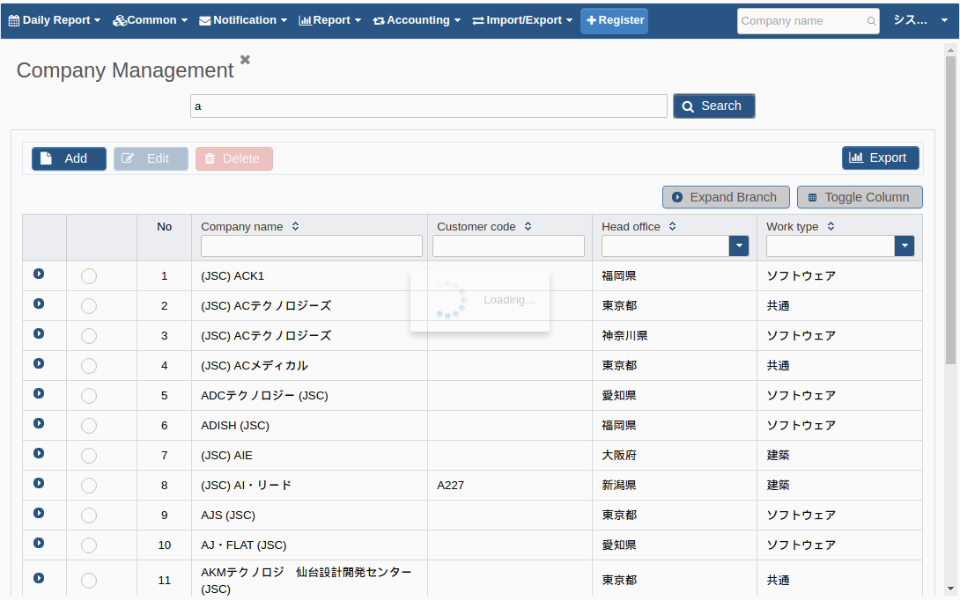 Daily Report Common Notification Report Accounting Import/Export Register Company name シス...
Company Management
a Search
Add Edit Delete Export
Expand Branch Toggle Column
No Company name Customer code Head office Work type
1 (JSC) ACK1 福岡県 ソフトウェア
2 (JSC) ACテクノロジーズ 東京都 共通
Loading...
3 (JSC) ACテクノロジーズ 神奈川県 ソフトウェア
4 (JSC) ACメディカル 東京都 共通
5 ADCテクノロジー (JSC) 愛知県 ソフトウェア
6 ADISH (JSC) 福岡県 ソフトウェア
7 (JSC) AIE 大阪府 建築
8 (JSC) AI・リード A227 新潟県 建築
9 AJS (JSC) 東京都 ソフトウェア
10 AJ・FLAT (JSC) 愛知県 ソフトウェア
11 AKMテクノロジ　仙台設計開発センター (JSC) 東京都 共通